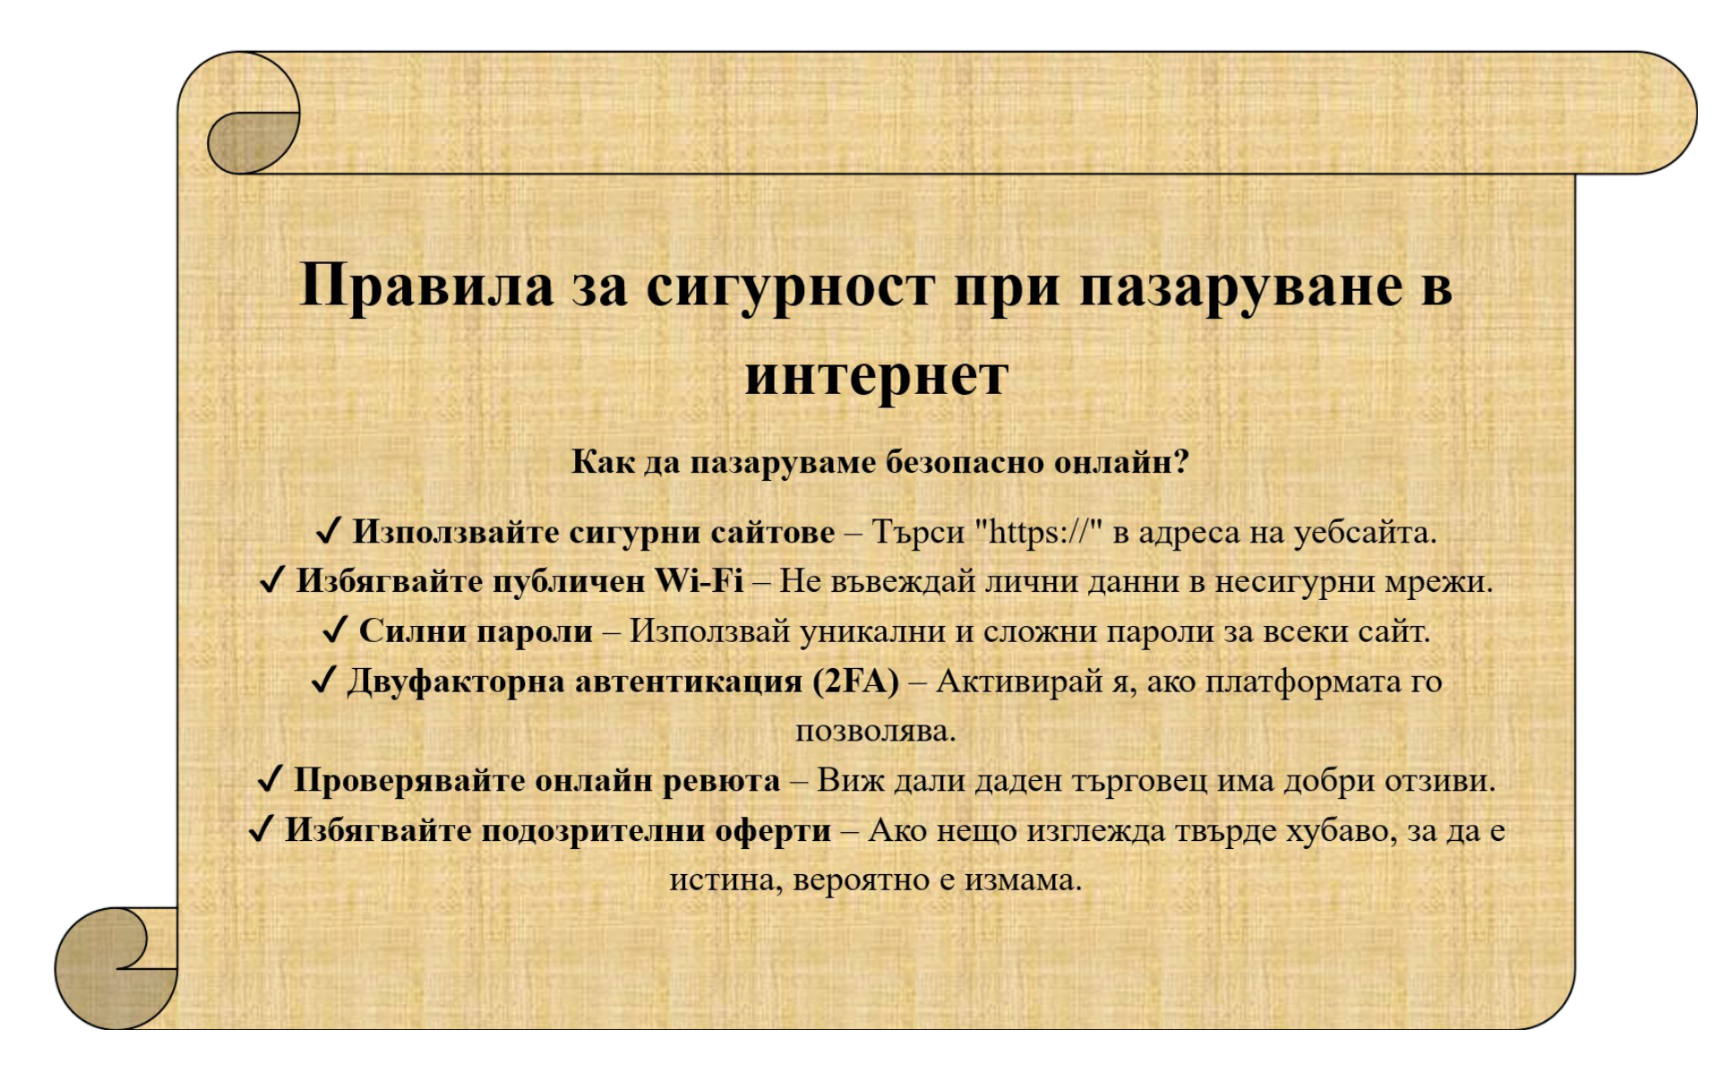 Правила за сигурност при пазаруване в
интернет
Как да пазаруваме безопасно онлайн?
✓ Използвайте сигурни сайтове – Търси "https://" в адреса на уебсайта.
✓ Избягвайте публичен Wi-Fi – Не въвеждай лични данни в несигурни мрежи.
✓ Силни пароли – Използвай уникални и сложни пароли за всеки сайт.
✓ Двуфакторна автентикация (2FA) – Активирай я, ако платформата го
позволява.
✓ Проверявайте онлайн ревюта – Виж дали даден търговец има добри отзиви.
✓ Избягвайте подозрителни оферти – Ако нещо изглежда твърде хубаво, за да е
истина, вероятно е измама.